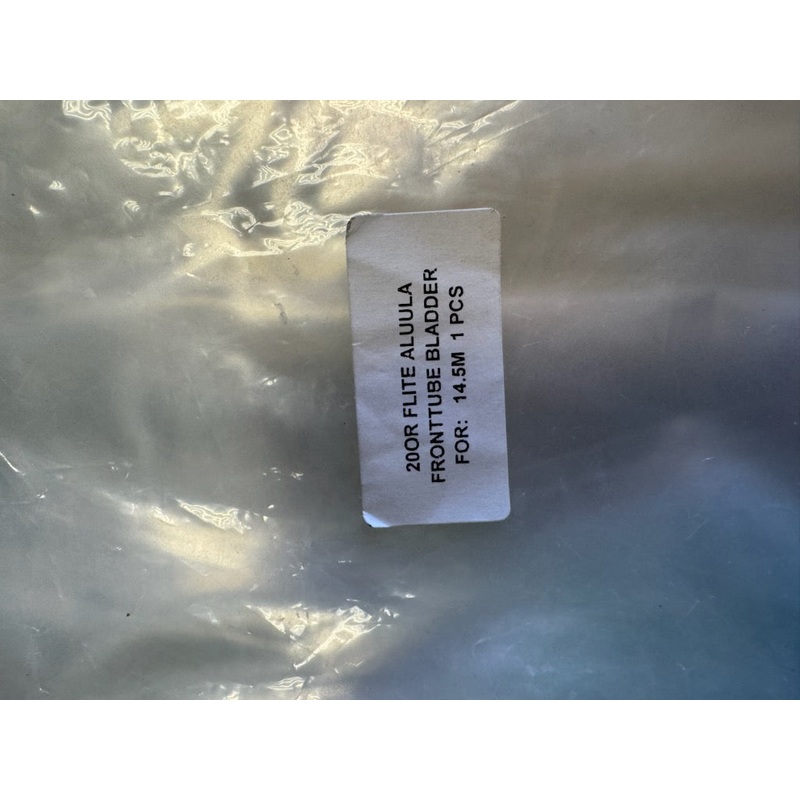 20OR FLITE ALUULA
FRONTTUBE BLADDER
FOR: 14.5M 1 PCS